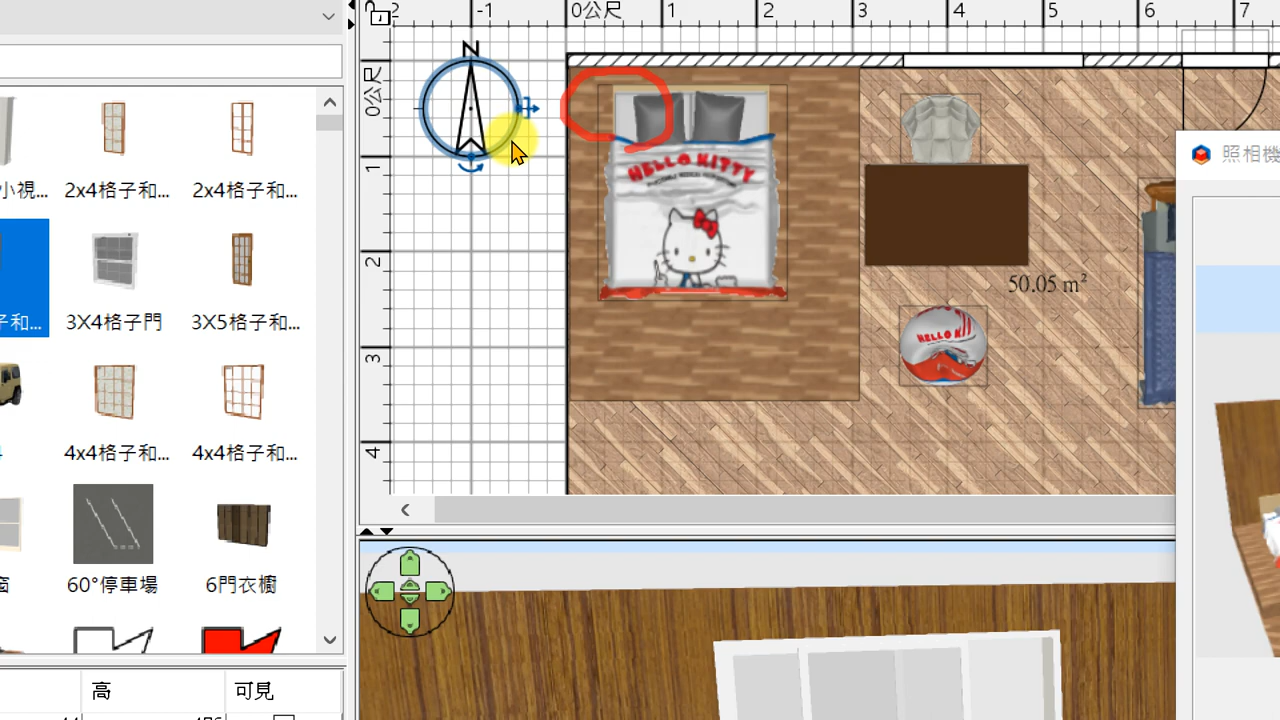 -1
0公尺
1
2
3
4
5
6
7
N
0公尺
1
2
3
4
小視...
2x4格子和...
2x4格子和...
子和...
3X4格子門
3X5格子和...
4x4格子和...
4x4格子和...
窗
60°停車場
6門衣櫥
高
可見
HELLO KITTY
50.05 m²
HELLO K
照相機